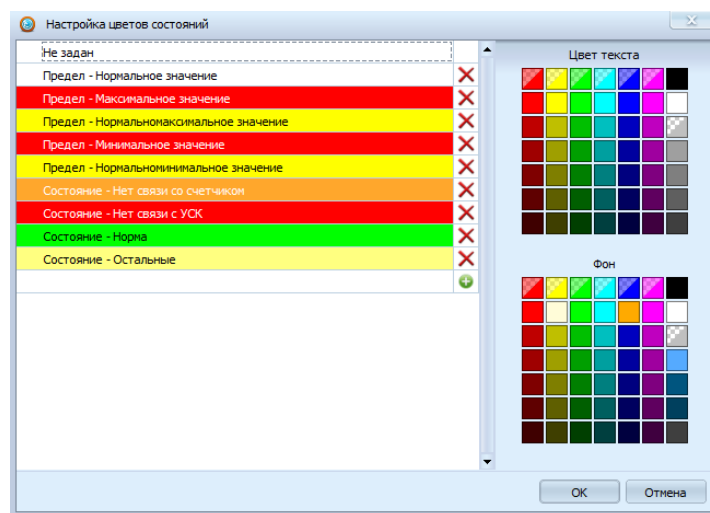 Настройка цветов состояний
Не задан
Предел - Нормальное значение
Предел - Максимальное значение
Предел - Нормальномаксимальное значение
Предел - Минимальное значение
Предел - Нормальноминимальное значение
Состояние - Нет связи со счетчиком
Состояние - Нет связи с УСК
Состояние - Норма
Состояние - Остальные
Цвет текста
Фон
ОК
Отмена